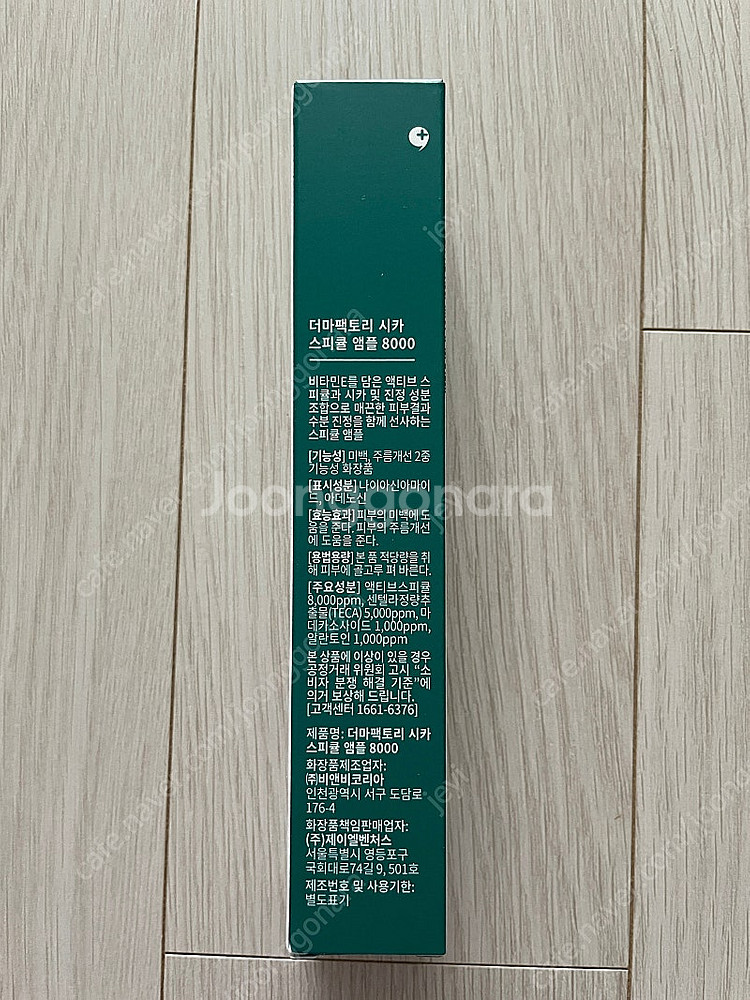 더마팩토리 시카
스피큘 앰플 8000
비타민E를 담은 액티브 스
피큘과 시카 및 진정 성분
조합으로 매끈한 피부결과
수분 진정을 함께 선사하는
스피큘 앰플
[기능성] 미백, 주름개선 2중
기능성 화장품
[표시성분] 나이아신아마이
드, 아데노신
[효능효과] 피부의 미백에 도
움을 준다. 피부의 주름개선
에 도움을 준다.
[용법용량] 본 품 적당량을 취
해 피부에 골고루 펴 바른다.
[주요성분] 액티브스피큘
8,000ppm, 센텔라정량추
출물(TECA) 5,000ppm, 마
데카소사이드 1,000ppm,
알란토인 1,000ppm
본 상품에 이상이 있을 경우
공정거래 위원회 고시 “소
비자 분쟁 해결 기준”에
의거 보상해 드립니다.
[고객센터 1661-6376]
제품명: 더마팩토리 시카
스피큘 앰플 8000
화장품제조업자:
㈜비앤비코리아
인천광역시 서구 도담로
176-4
화장품책임판매업자:
(주)제이엘벤처스
서울특별시 영등포구
국회대로74길 9, 501호
제조번호 및 사용기한:
별도표기
Joonggonara
jeyi
jeyi